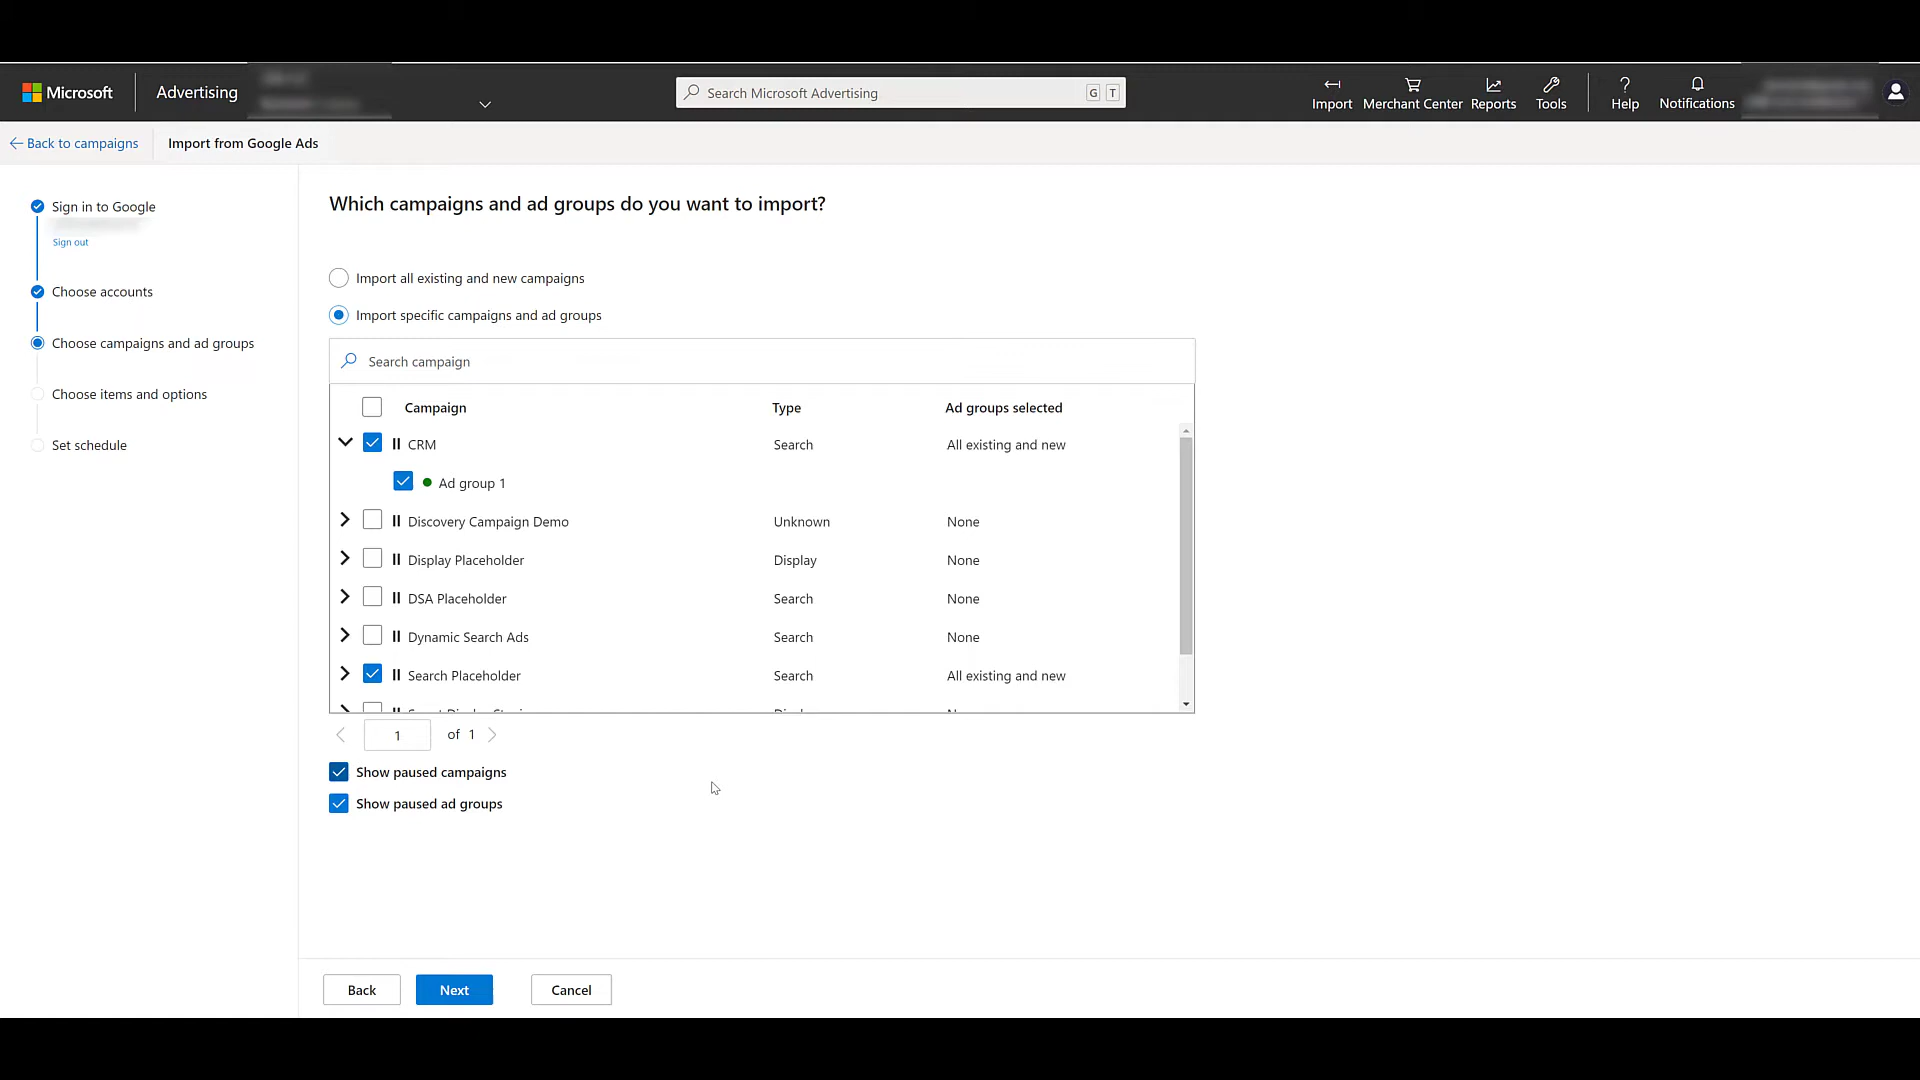 Microsoft
Advertising
Search Microsoft Advertising
G T
Import
Merchant Center
Reports
Tools
Help
Notifications
Back to campaigns
Import from Google Ads
Sign in to Google
Sign out
Choose accounts
Choose campaigns and ad groups
Choose items and options
Set schedule
Which campaigns and ad groups do you want to import?
Import all existing and new campaigns
Import specific campaigns and ad groups
Search campaign
Campaign Type Ad groups selected
CRM Search All existing and new
Ad group 1
Discovery Campaign Demo Unknown None
Display Placeholder Display None
DSA Placeholder Search None
Dynamic Search Ads Search None
Search Placeholder Search All existing and new
1 of 1
Show paused campaigns
Show paused ad groups
Back
Next
Cancel